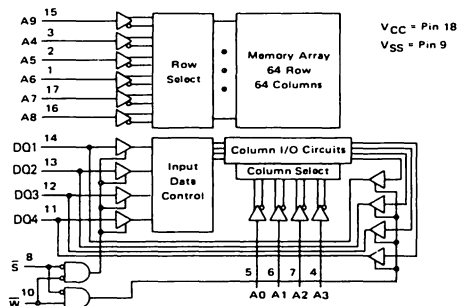 A9 15
A4 3
A5 2
A6 1
A7 17
A8 16
Row
Select
Memory Array
64 Row
64 Columns
VCC = Pin 18
VSS = Pin 9
DQ1 14
DQ2 13
DQ3 12
DQ4 11
Input
Data
Control
Column I/O Circuits
Column Select
S 8
W 10
5 6 7 4
A0 A1 A2 A3